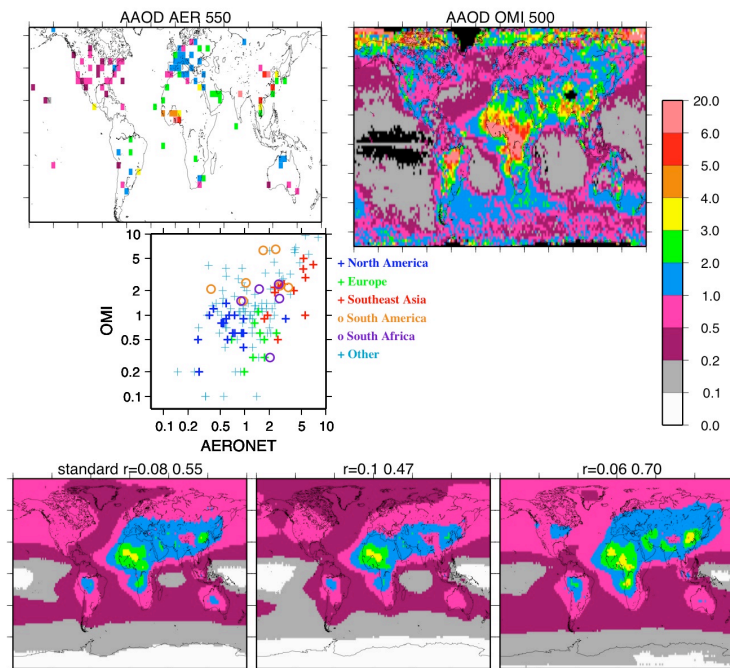 AAOD AER 550
AAOD OMI 500
20.0
6.0
5.0
4.0
3.0
2.0
1.0
0.5
0.2
0.1
0.0
10
5
2
1
0.5
0.2
0.1
OMI
0.1 0.2 0.5 1 2 5 10
AERONET
+ North America
+ Europe
+ Southeast Asia
o South America
o South Africa
+ Other
standard r=0.08 0.55
r=0.1 0.47
r=0.06 0.70